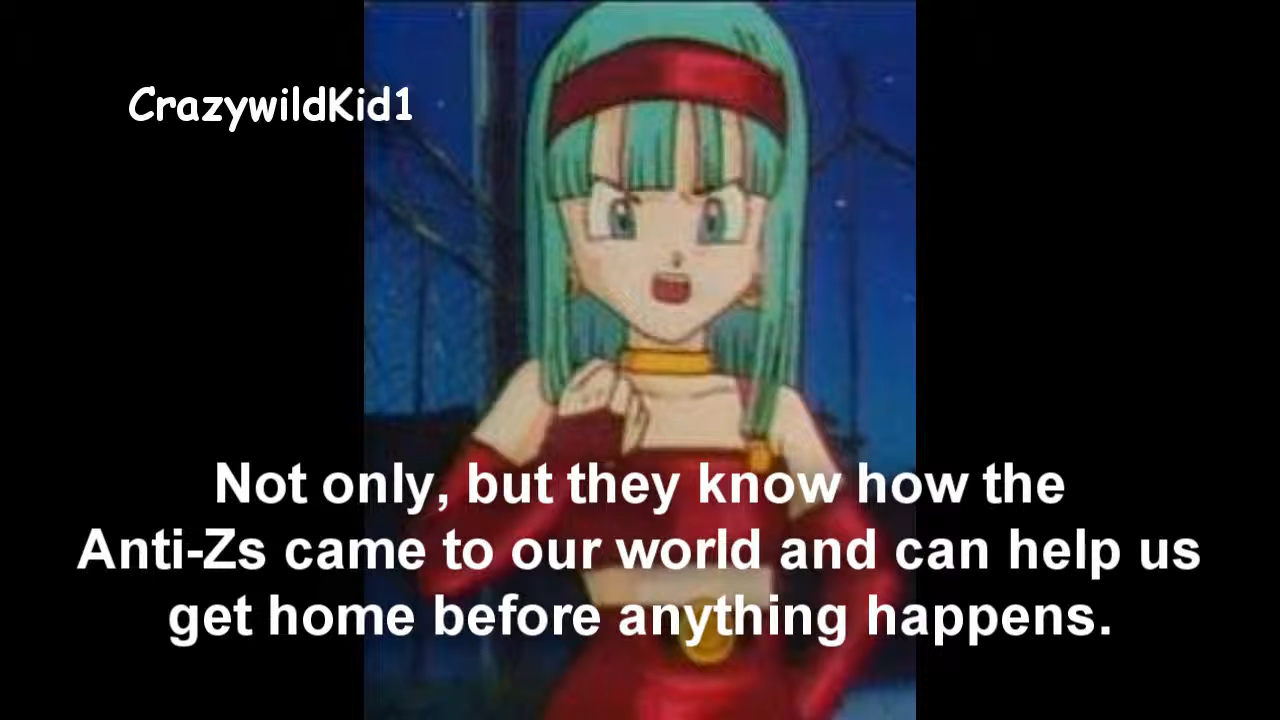 CrazywildKid1
Not only, but they know how the
Anti-Zs came to our world and can help us
get home before anything happens.